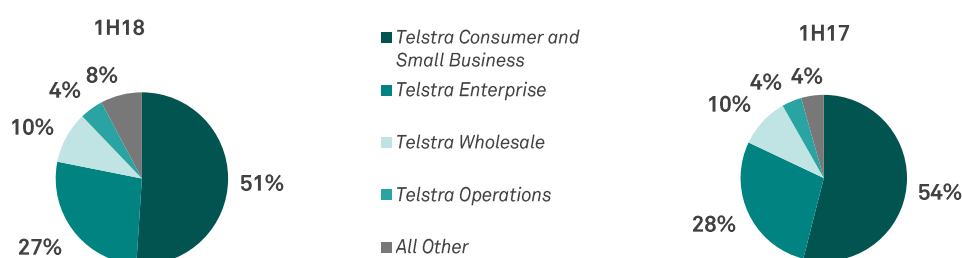 1H18
8%
4%
10%
51%
27%
Telstra Consumer and
Small Business
Telstra Enterprise
Telstra Wholesale
Telstra Operations
All Other
1H17
4%
4%
10%
54%
28%